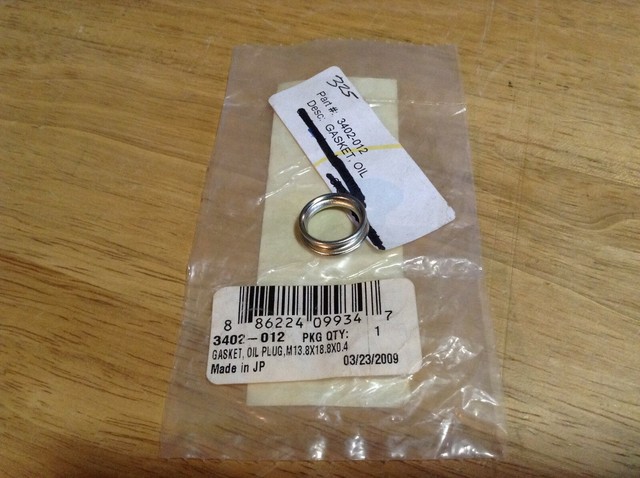 325
Part #: 3402-012
Desc: GASKET, OIL
8 86224 09934 7
3402-012 PKG QTY: 1
GASKET, OIL PLUG,M13.8X18.8X0.4
Made in JP 03/23/2009